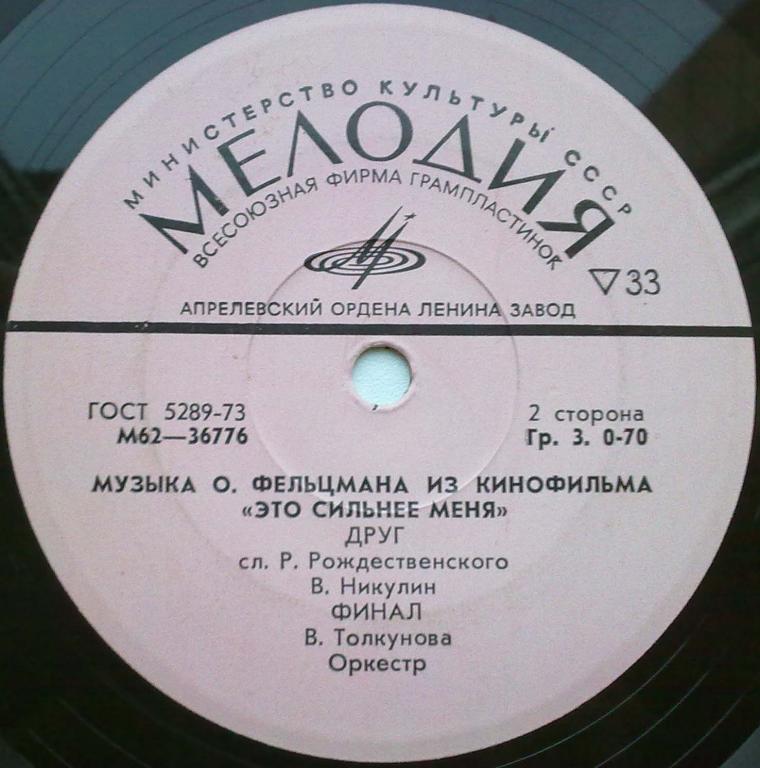 МИНИСТЕРСТВО КУЛЬТУРЫ СССР
МЕЛОДИЯ
ВСЕСОЮЗНАЯ ФИРМА ГРАМПЛАСТИНОК
▽33
АПРЕЛЕВСКИЙ ОРДЕНА ЛЕНИНА ЗАВОД
ГОСТ 5289-73 2 сторона
М62—36776 Гр. 3. 0-70
МУЗЫКА О. ФЕЛЬЦМАНА ИЗ КИНОФИЛЬМА
«ЭТО СИЛЬНЕЕ МЕНЯ»
ДРУГ
сл. Р. Рождественского
В. Никулин
ФИНАЛ
В. Толкунова
Оркестр